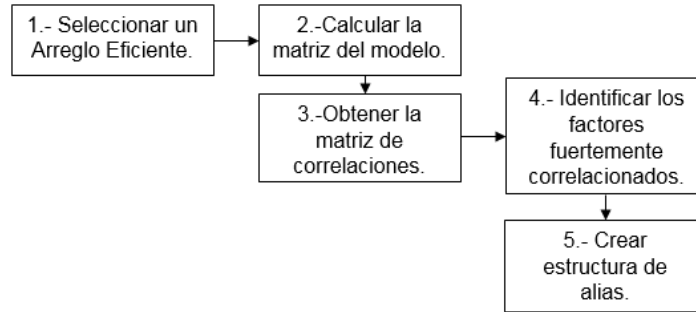 1.- Seleccionar un
Arreglo Eficiente.
2.-Calcular la
matriz del modelo.
3.-Obtener la
matriz de
correlaciones.
4.- Identificar los
factores
fuertemente
correlacionados.
5.- Crear
estructura de
alias.